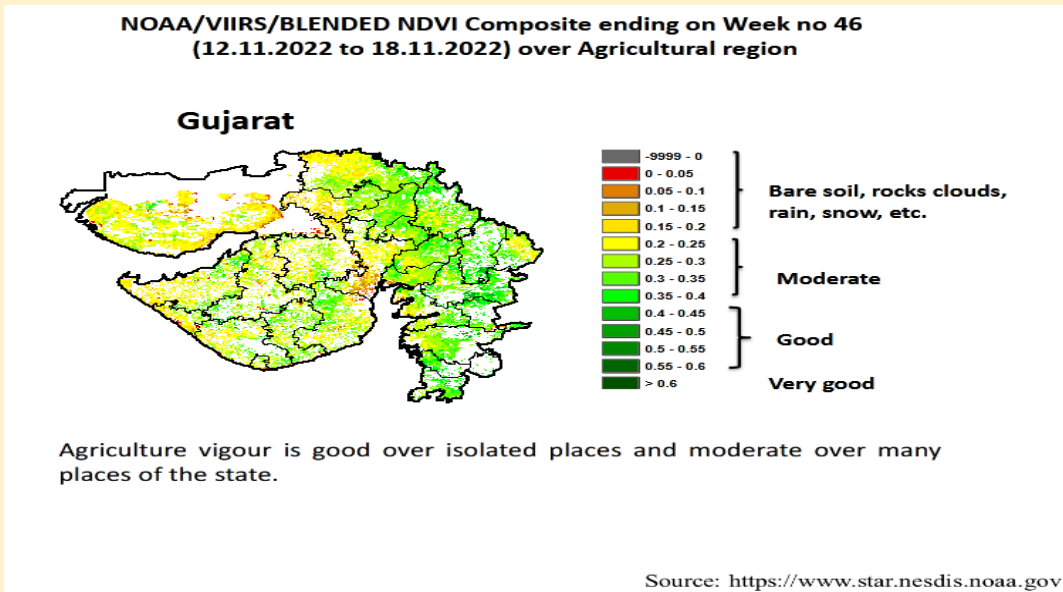 NOAA/VIIRS/BLENDED NDVI Composite ending on Week no 46
(12.11.2022 to 18.11.2022) over Agricultural region
Gujarat
-9999 - 0
0 - 0.05
0.05 - 0.1
0.1 - 0.15
0.15 - 0.2
0.2 - 0.25
0.25 - 0.3
0.3 - 0.35
0.35 - 0.4
0.4 - 0.45
0.45 - 0.5
0.5 - 0.55
0.55 - 0.6
> 0.6
Bare soil, rocks clouds,
rain, snow, etc.
Moderate
Good
Very good
Agriculture vigour is good over isolated places and moderate over many
places of the state.
Source: https://www.star.nesdis.noaa.gov